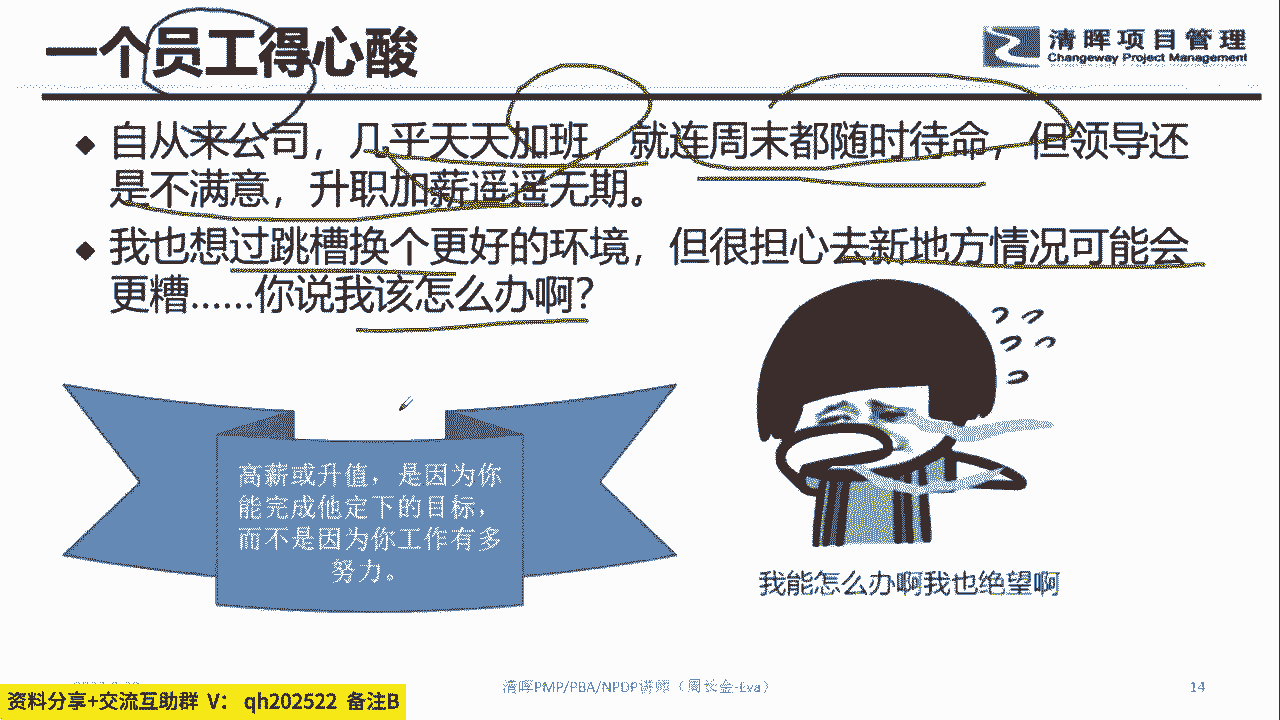 一个员工得心酸
清晖项目管理
Changeway Project Management
自从来公司，几乎天天加班，就连周末都随时待命，但领导还
是不满意，升职加薪遥遥无期。
我也想过跳槽换个更好的环境，但很担心去新地方情况可能会
更糟……你说我该怎么办啊？
高薪或升值，是因为你
能完成他定下的目标，
而不是因为你工作有多
努力。
我能怎么办啊我也绝望啊
清晖PMP/PBA/NPDP讲师（周长金-Eva）
14
资料分享+交流互助群 V： qh202522 备注B